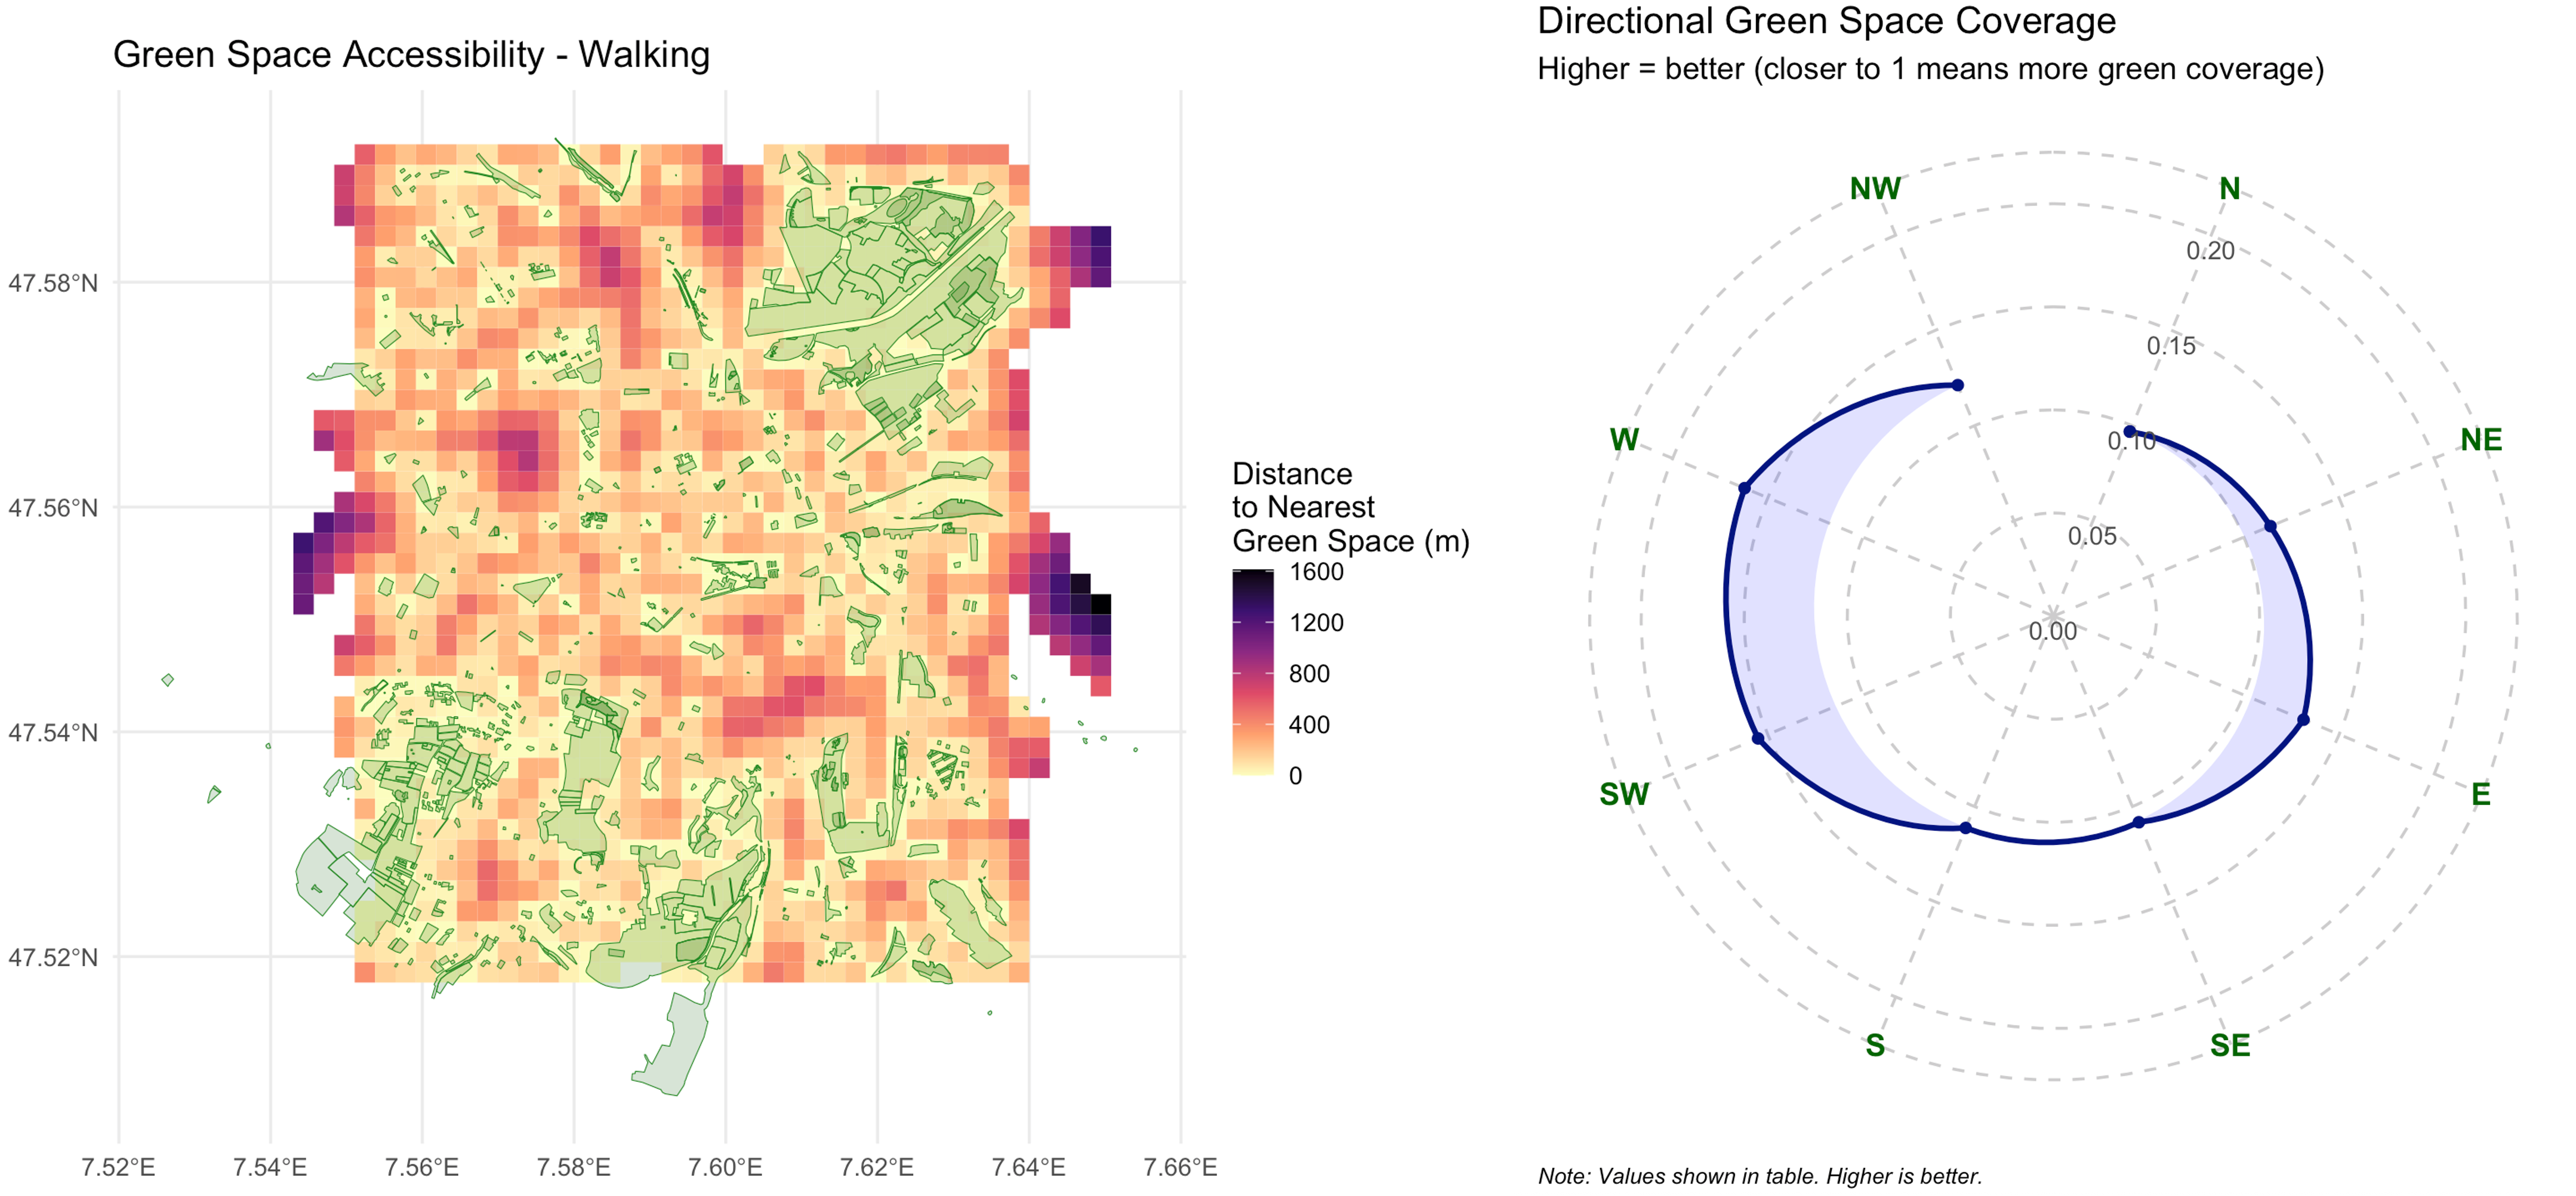 Green Space Accessibility - Walking
47.58°N
47.56°N
47.54°N
47.52°N
7.52°E
7.54°E
7.56°E
7.58°E
7.60°E
7.62°E
7.64°E
7.66°E
Distance
to Nearest
Green Space (m)
1600
1200
800
400
0
Directional Green Space Coverage
Higher = better (closer to 1 means more green coverage)
NW
N
0.20
0.15
W
0.10
NE
0.05
0.00
SW
E
S
SE
Note: Values shown in table. Higher is better.